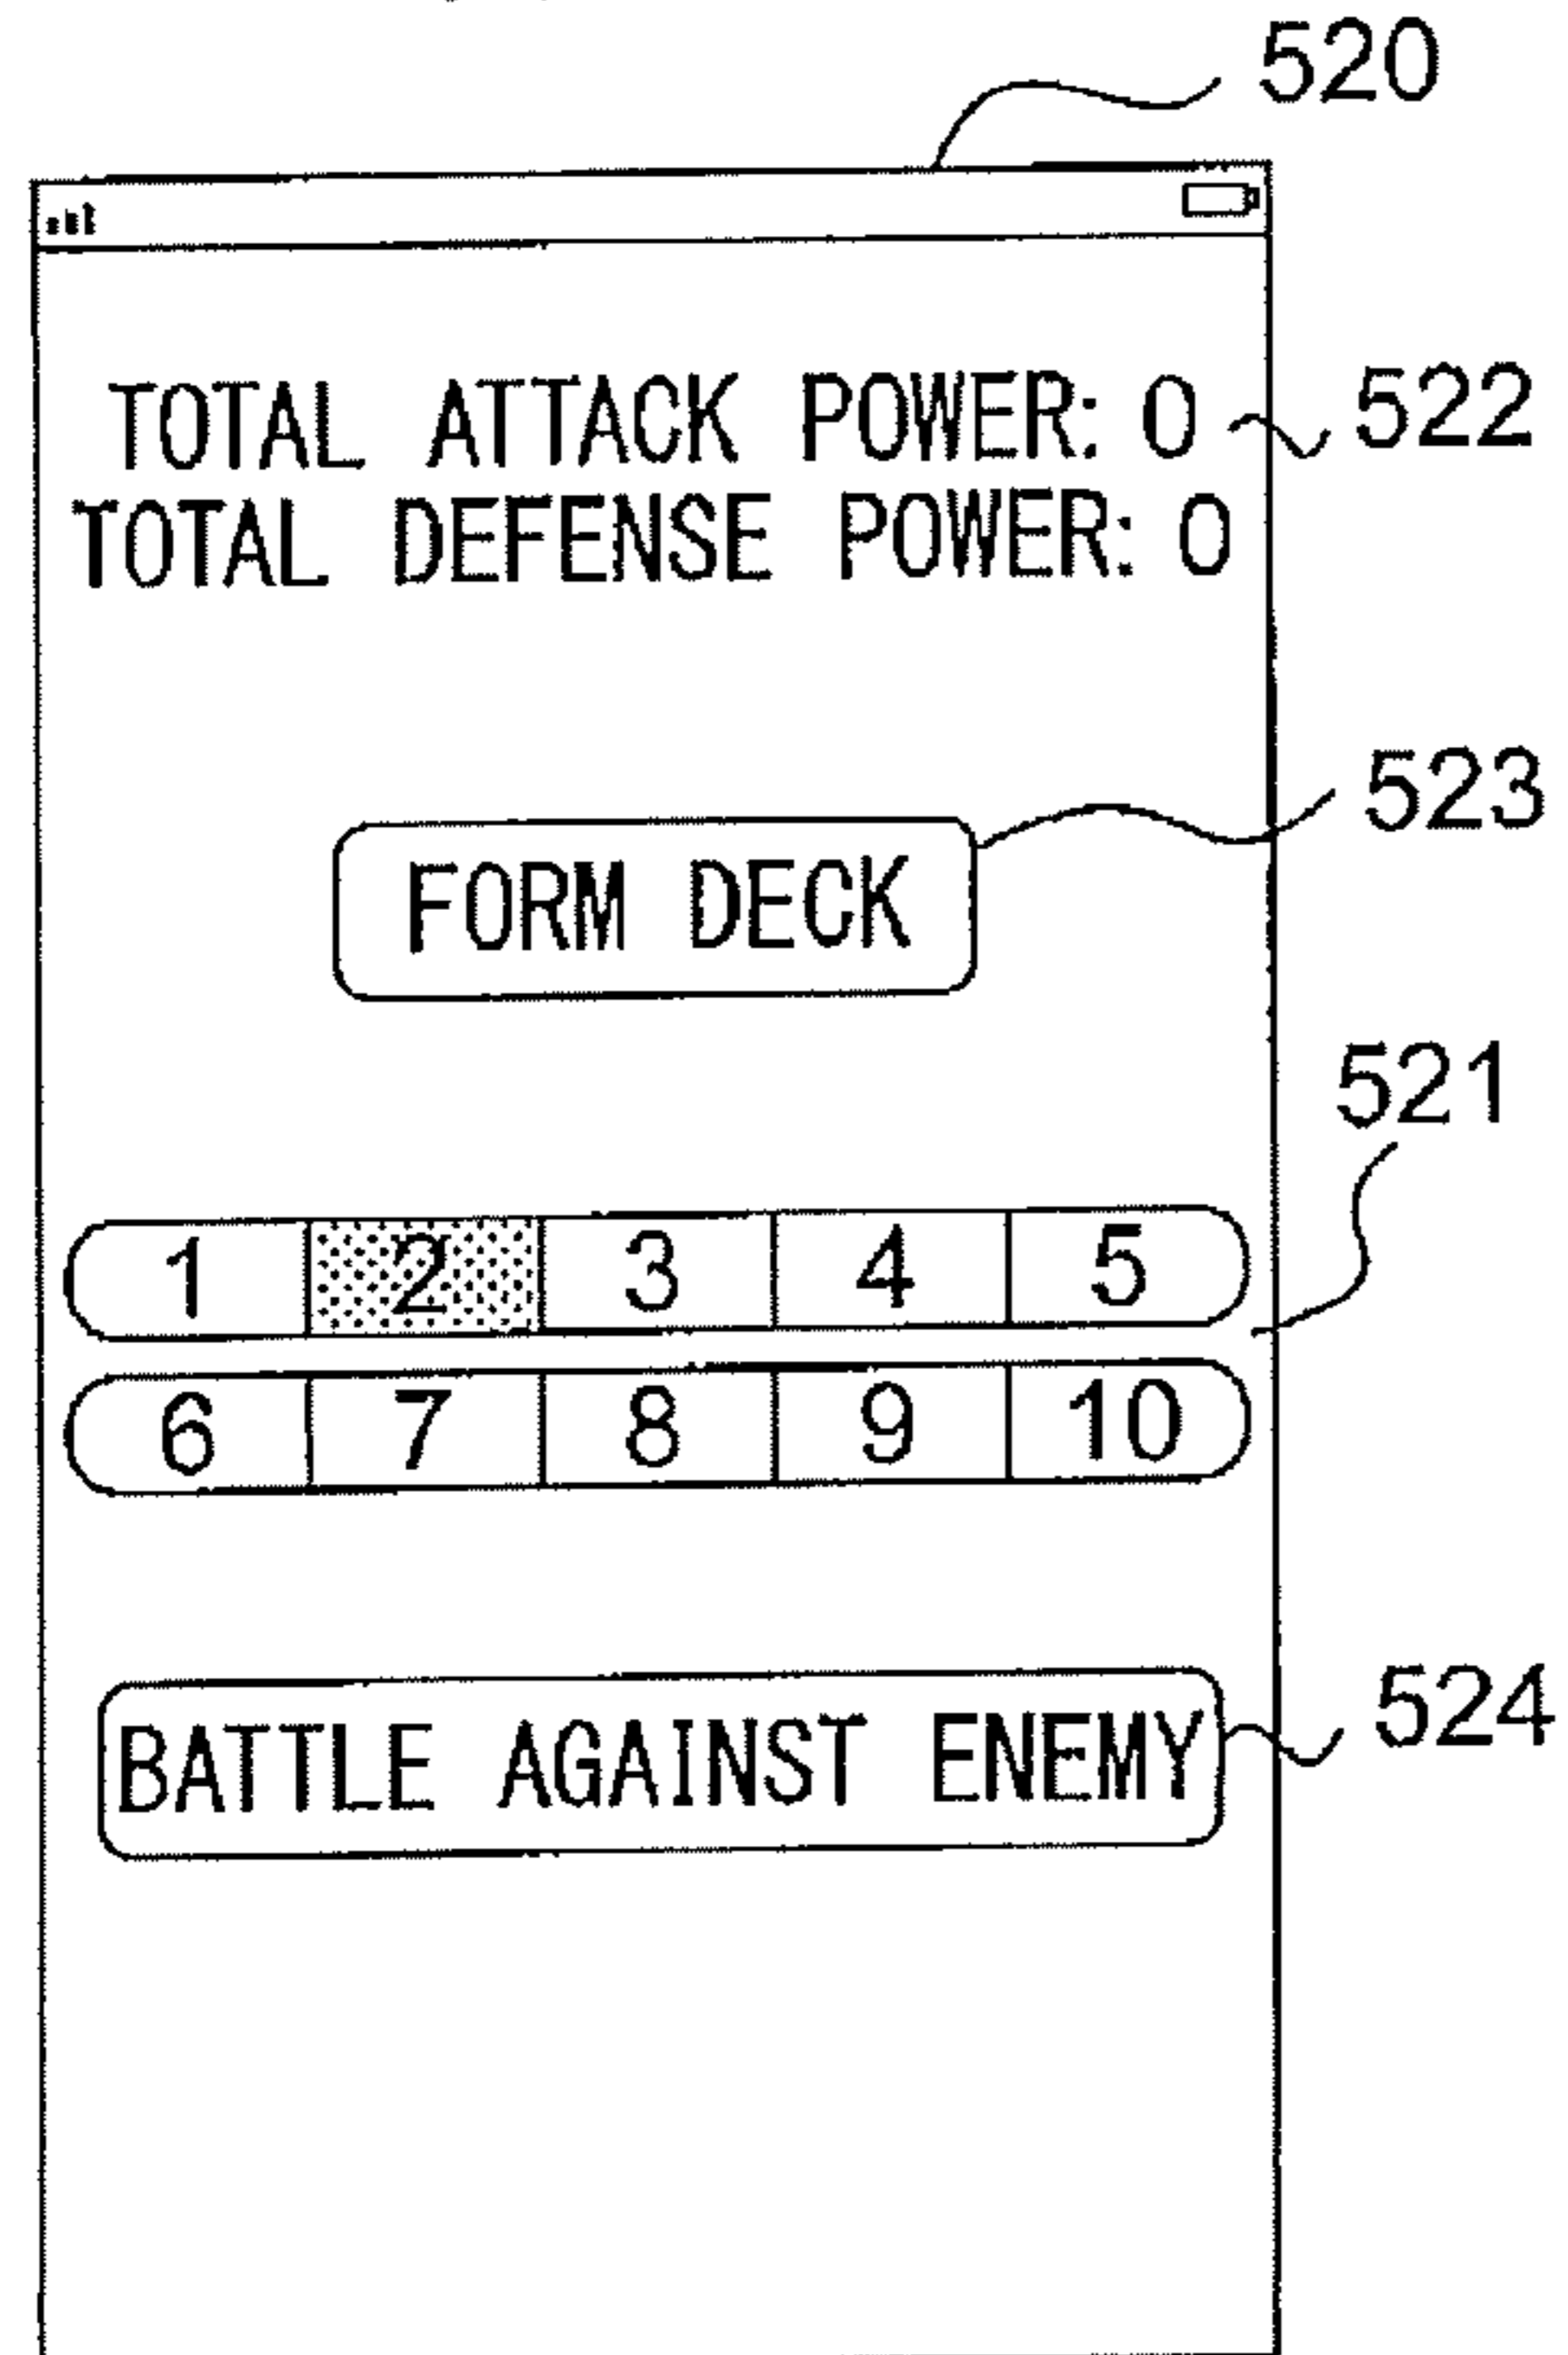 520
TOTAL ATTACK POWER: 0 522
TOTAL DEFENSE POWER: 0
523
FORM DECK
521
1 2 3 4 5
6 7 8 9 10
524
BATTLE AGAINST ENEMY